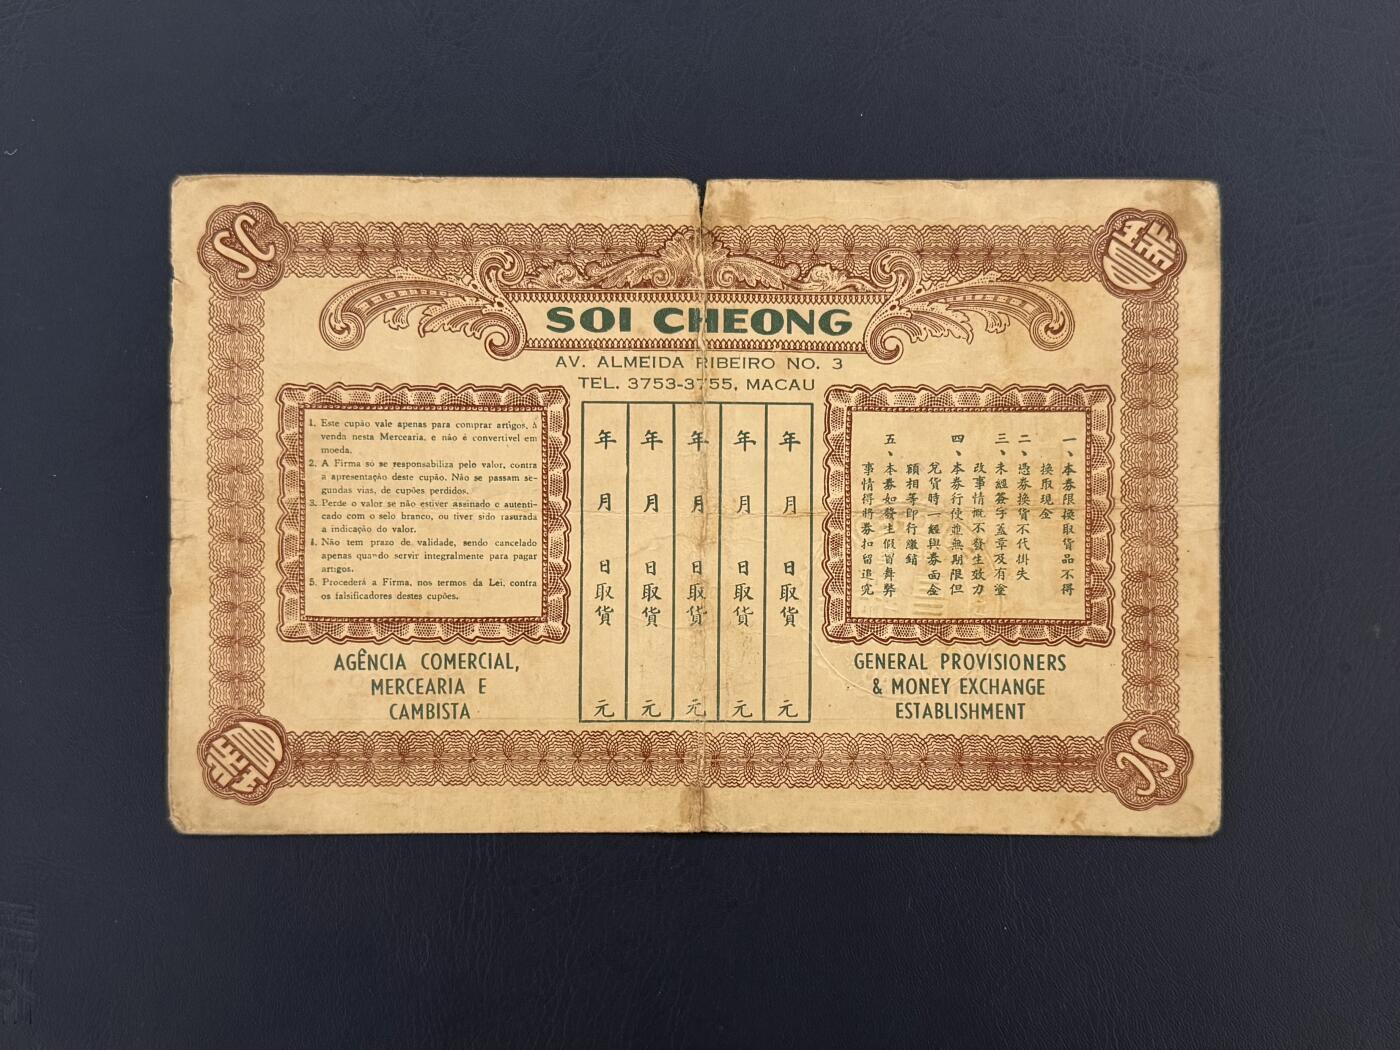 SOI CHEONG
AV. ALMEIDA RIBEIRO NO. 3
TEL. 3753-3755, MACAU
1. Este cupão vale apenas para comprar artigos, à
venda nesta Mercearia, e não é convertivel em
moeda.
2. A Firma só se responsabiliza pelo valor, contra
a apresentação deste cupão. Não se passam se-
gundas vias, de cupões perdidos.
3. Perde o valor se não estiver assinado e autenti-
cado com o selo branco, ou tiver sido rasurada
a indicação do valor.
4. Não tem prazo de validade, sendo cancelado
apenas quando servir integralmente para pagar
artigos.
5. Procederá a Firma, nos termos da Lei, contra
os falsificadores destes cupões.
AGÊNCIA COMERCIAL,
MERCEARIA E
CAMBISTA
年 月 日取貨 元
年 月 日取貨 元
年 月 日取貨 元
年 月 日取貨 元
年 月 日取貨 元
一、本券限換取貨品不得
換取現金
二、憑券換貨不代掛失
三、未經簽字蓋章及有塗
改事情概不發生效力
四、本券行使並無期限但
兌貨時一經與券面金
額相等即行繳銷
五、本券如發生假冒舞弊
事情得將券扣留追究
GENERAL PROVISIONERS
& MONEY EXCHANGE
ESTABLISHMENT
SC
祥